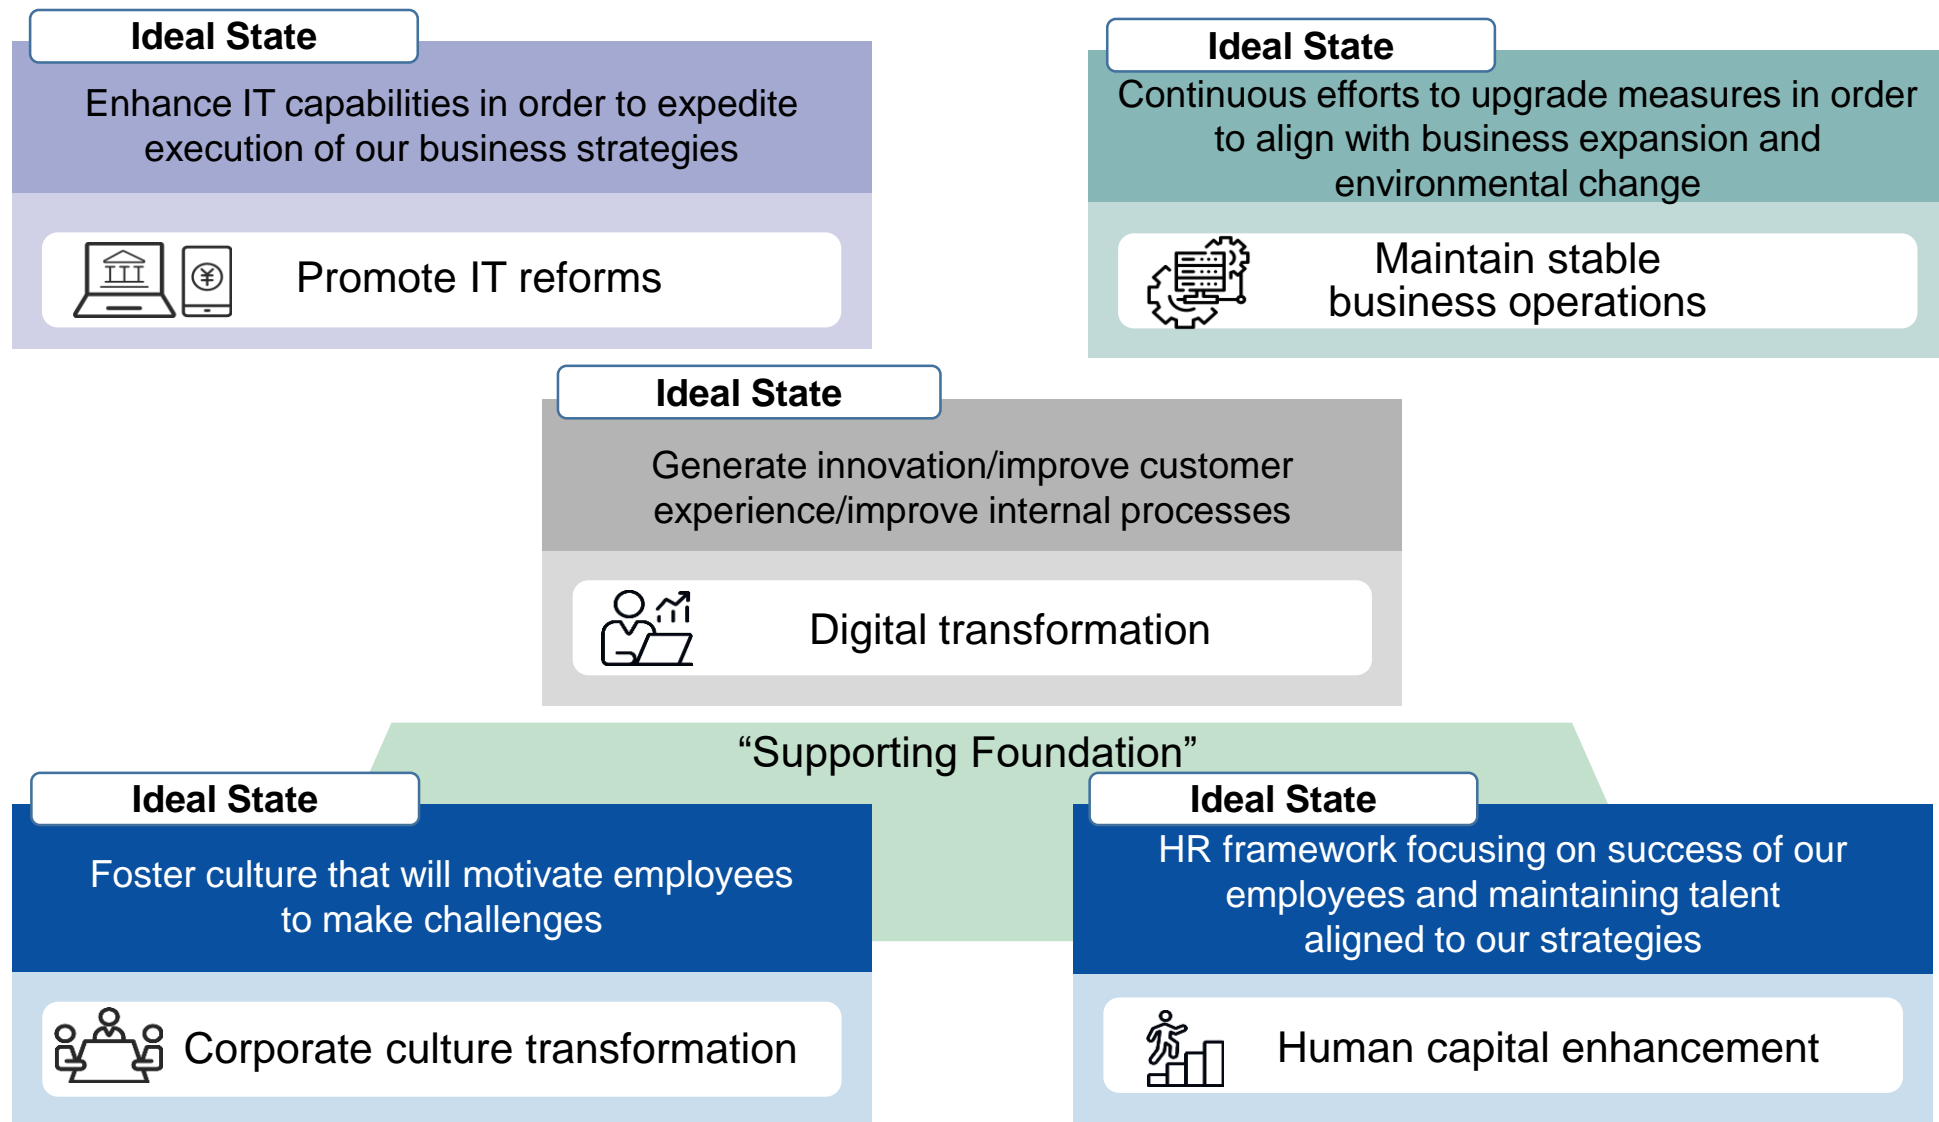 Ideal State
Enhance IT capabilities in order to expedite
execution of our business strategies
Promote IT reforms
Ideal State
Continuous efforts to upgrade measures in order
to align with business expansion and
environmental change
Maintain stable
business operations
Ideal State
Generate innovation/improve customer
experience/improve internal processes
Digital transformation
“Supporting Foundation”
Ideal State
Foster culture that will motivate employees
to make challenges
Corporate culture transformation
Ideal State
HR framework focusing on success of our
employees and maintaining talent
aligned to our strategies
Human capital enhancement